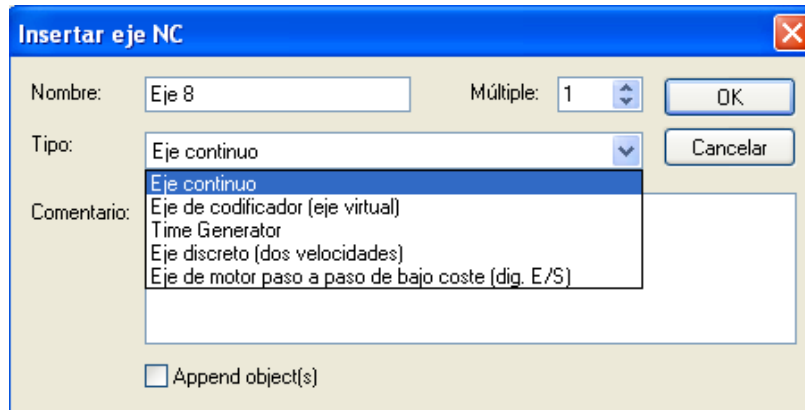 Insertar eje NC
Nombre: Eje 8 Múltiple: 1 OK
Tipo: Eje continuo Cancelar
Eje continuo
Comentario: Eje de codificador (eje virtual)
Time Generator
Eje discreto (dos velocidades)
Eje de motor paso a paso de bajo coste (dig. E/S)
Append object(s)